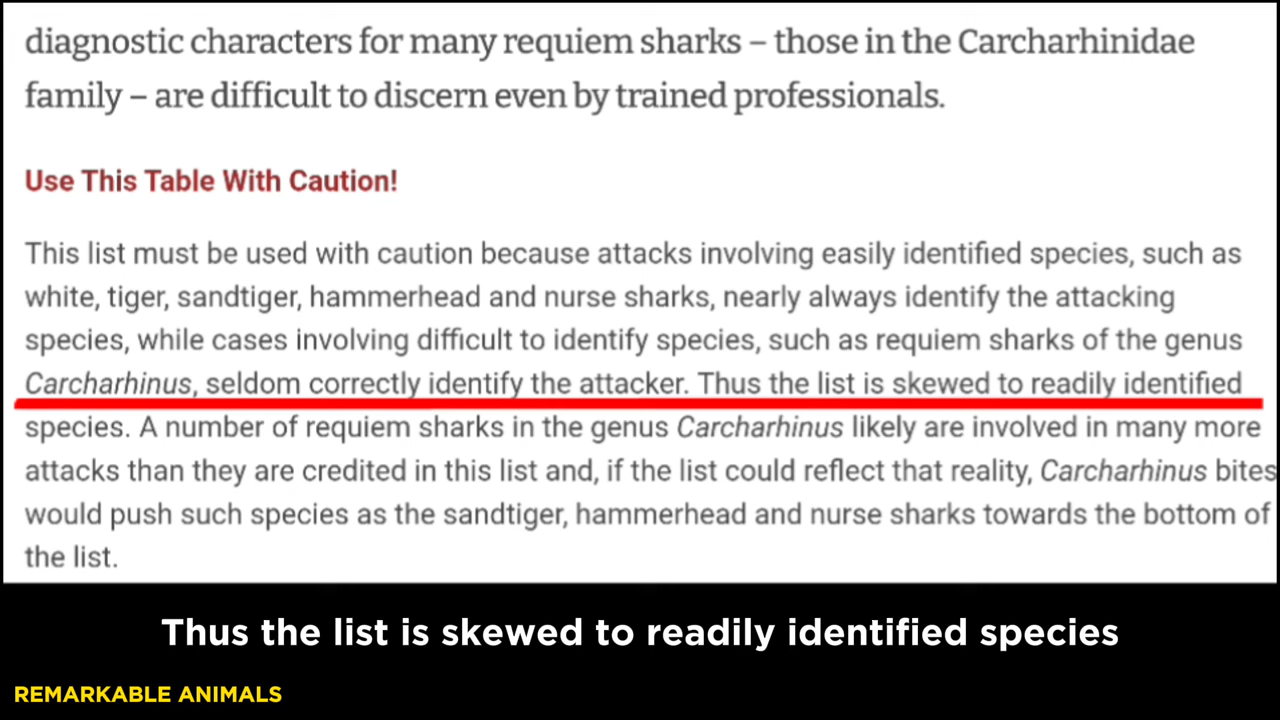 diagnostic characters for many requiem sharks – those in the Carcharhinidae
family – are difficult to discern even by trained professionals.
Use This Table With Caution!
This list must be used with caution because attacks involving easily identified species, such as
white, tiger, sandtiger, hammerhead and nurse sharks, nearly always identify the attacking
species, while cases involving difficult to identify species, such as requiem sharks of the genus
Carcharhinus, seldom correctly identify the attacker. Thus the list is skewed to readily identified
species. A number of requiem sharks in the genus Carcharhinus likely are involved in many more
attacks than they are credited in this list and, if the list could reflect that reality, Carcharhinus bites
would push such species as the sandtiger, hammerhead and nurse sharks towards the bottom of
the list.
Thus the list is skewed to readily identified species
REMARKABLE ANIMALS